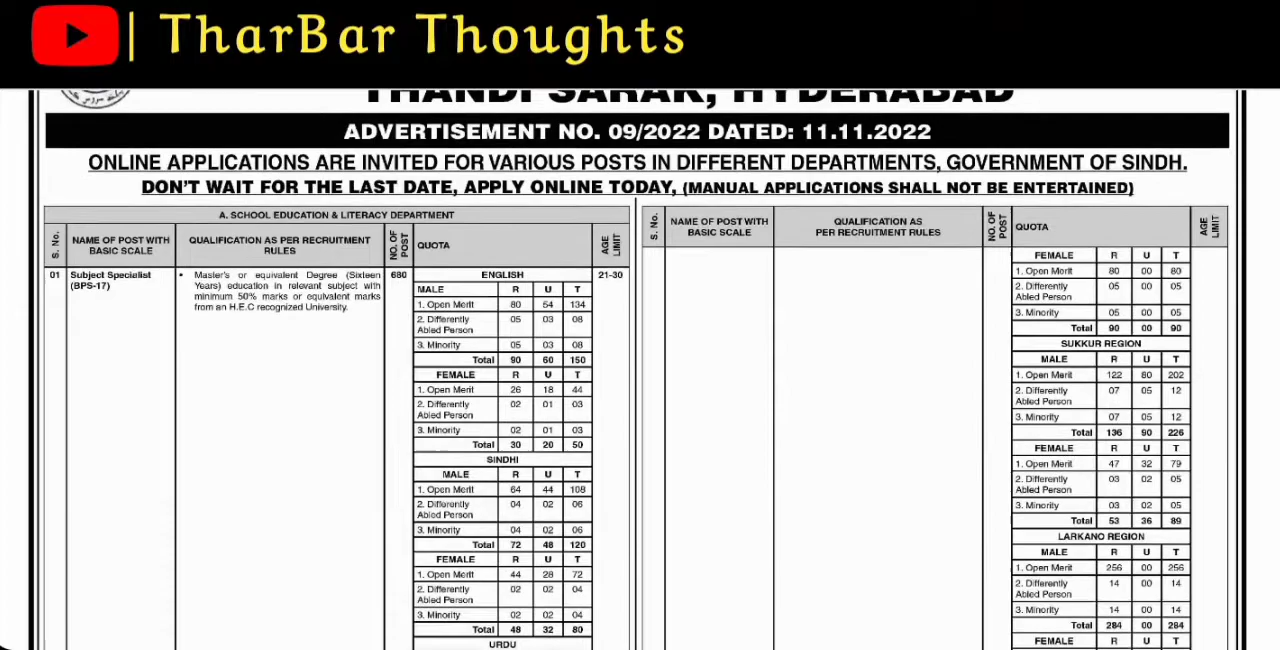 TharBar Thoughts
THANDI SARAK, HYDERABAD
ADVERTISEMENT NO. 09/2022 DATED: 11.11.2022
ONLINE APPLICATIONS ARE INVITED FOR VARIOUS POSTS IN DIFFERENT DEPARTMENTS, GOVERNMENT OF SINDH.
DON'T WAIT FOR THE LAST DATE, APPLY ONLINE TODAY, (MANUAL APPLICATIONS SHALL NOT BE ENTERTAINED)
A. SCHOOL EDUCATION & LITERACY DEPARTMENT
S. No. NAME OF POST WITH BASIC SCALE QUALIFICATION AS PER RECRUITMENT RULES NO. OF POST QUOTA AGE LIMIT
01 Subject Specialist (BPS-17) • Master's or equivalent Degree (Sixteen 680 ENGLISH 21-30
Years) education in relevant subject with
minimum 50% marks or equivalent marks
from an H.E.C recognized University.
MALE R U T
1. Open Merit 80 54 134
2. Differently Abled Person 05 03 08
3. Minority 05 03 08
Total 90 60 150
FEMALE R U T
1. Open Merit 26 18 44
2. Differently Abled Person 02 01 03
3. Minority 02 01 03
Total 30 20 50
SINDHI
MALE R U T
1. Open Merit 64 44 108
2. Differently Abled Person 04 02 06
3. Minority 04 02 06
Total 72 48 120
FEMALE R U T
1. Open Merit 44 28 72
2. Differently Abled Person 02 02 04
3. Minority 02 02 04
Total 48 32 80
URDU
S. No. NAME OF POST WITH BASIC SCALE QUALIFICATION AS PER RECRUITMENT RULES NO. OF POST QUOTA AGE LIMIT
FEMALE R U T
1. Open Merit 80 00 80
2. Differently Abled Person 05 00 05
3. Minority 05 00 05
Total 90 00 90
SUKKUR REGION
MALE R U T
1. Open Merit 122 80 202
2. Differently Abled Person 07 05 12
3. Minority 07 05 12
Total 136 90 226
FEMALE R U T
1. Open Merit 47 32 79
2. Differently Abled Person 03 02 05
3. Minority 03 02 05
Total 53 36 89
LARKANO REGION
MALE R U T
1. Open Merit 256 00 256
2. Differently Abled Person 14 00 14
3. Minority 14 00 14
Total 284 00 284
FEMALE R U T